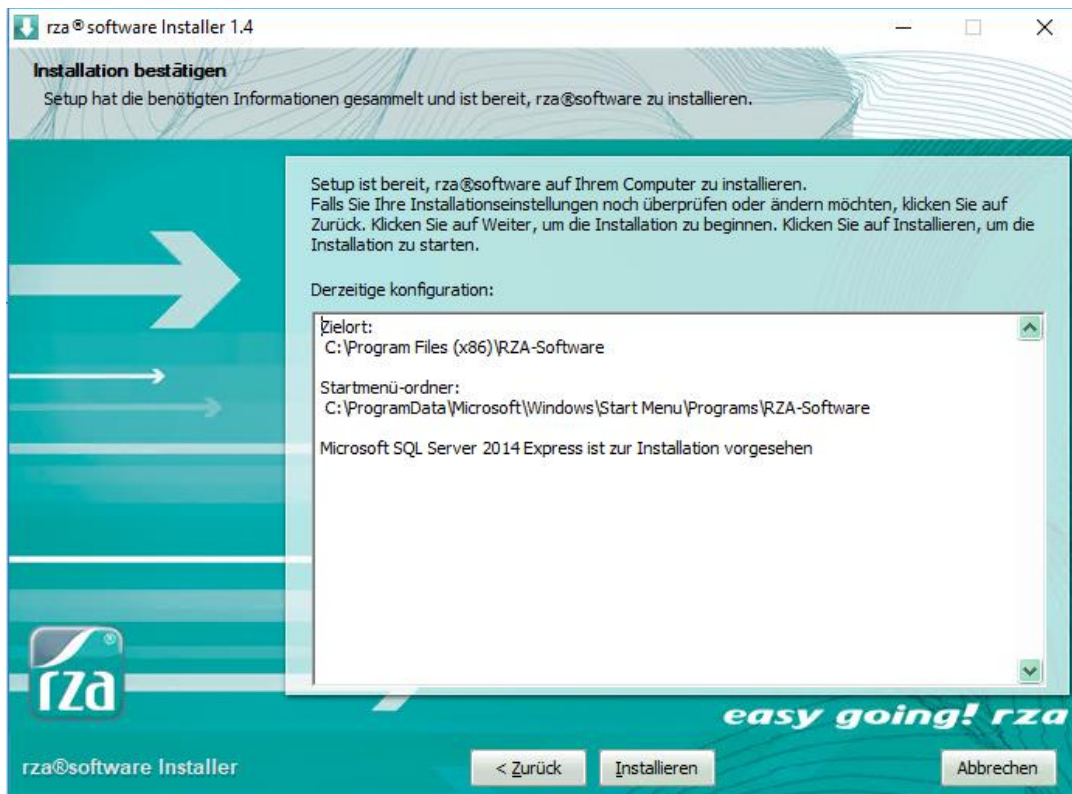 rza® software Installer 1.4
Installation bestätigen
Setup hat die benötigten Informationen gesammelt und ist bereit, rza®software zu installieren.
Setup ist bereit, rza®software auf Ihrem Computer zu installieren.
Falls Sie Ihre Installationseinstellungen noch überprüfen oder ändern möchten, klicken Sie auf
Zurück. Klicken Sie auf Weiter, um die Installation zu beginnen. Klicken Sie auf Installieren, um die
Installation zu starten.
Derzeitige konfiguration:
Zielort:
C:\Program Files (x86)\RZA-Software
Startmenü-ordner:
C:\ProgramData\Microsoft\Windows\Start Menu\Programs\RZA-Software
Microsoft SQL Server 2014 Express ist zur Installation vorgesehen
rza®
easy going! rza
rza®software Installer
< Zurück
Installieren
Abbrechen